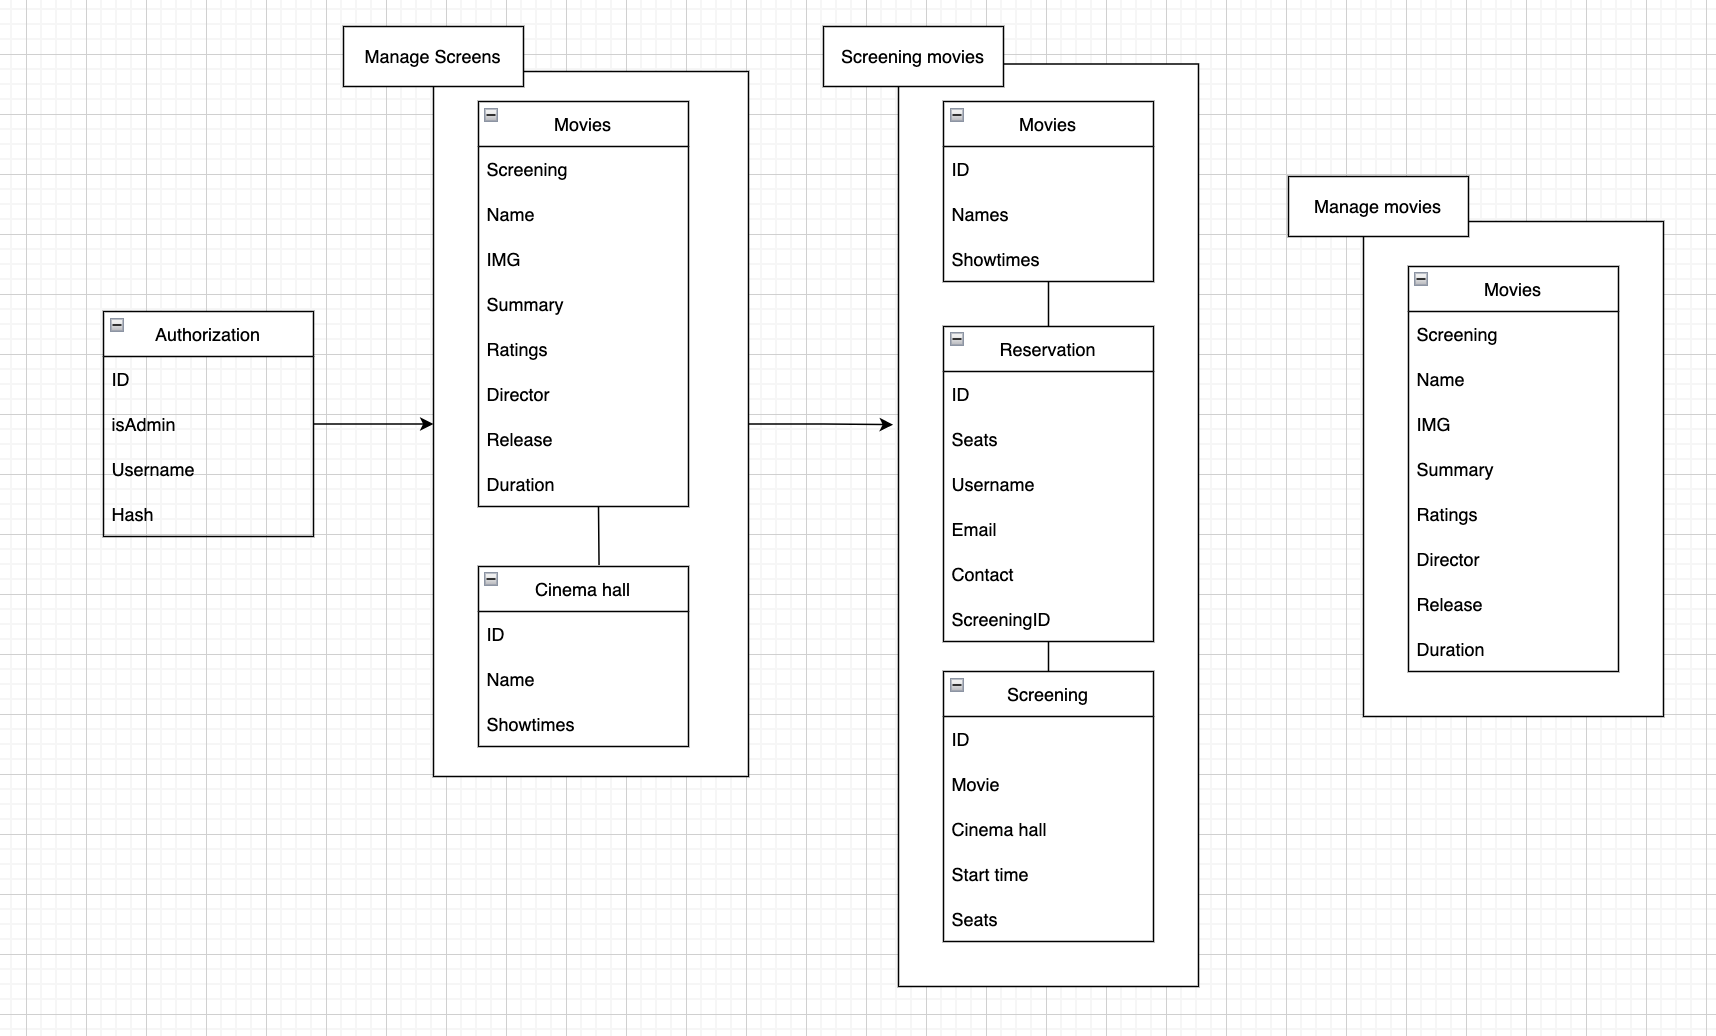 Authorization
ID
isAdmin
Username
Hash
Manage Screens
Movies
Screening
Name
IMG
Summary
Ratings
Director
Release
Duration
Cinema hall
ID
Name
Showtimes
Screening movies
Movies
ID
Names
Showtimes
Reservation
ID
Seats
Username
Email
Contact
ScreeningID
Screening
ID
Movie
Cinema hall
Start time
Seats
Manage movies
Movies
Screening
Name
IMG
Summary
Ratings
Director
Release
Duration